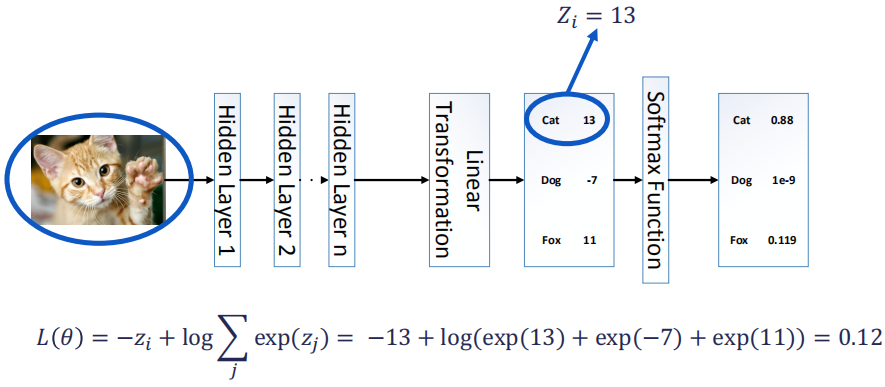 Z_i = 13
Hidden Layer 1
Hidden Layer 2
. .
Hidden Layer n
Linear
Transformation
Cat 13
Dog -7
Fox 11
Softmax Function
Cat 0.88
Dog 1e-9
Fox 0.119
L(θ) = −z_i + log ∑_j exp(z_j) = −13 + log(exp(13) + exp(−7) + exp(11)) = 0.12